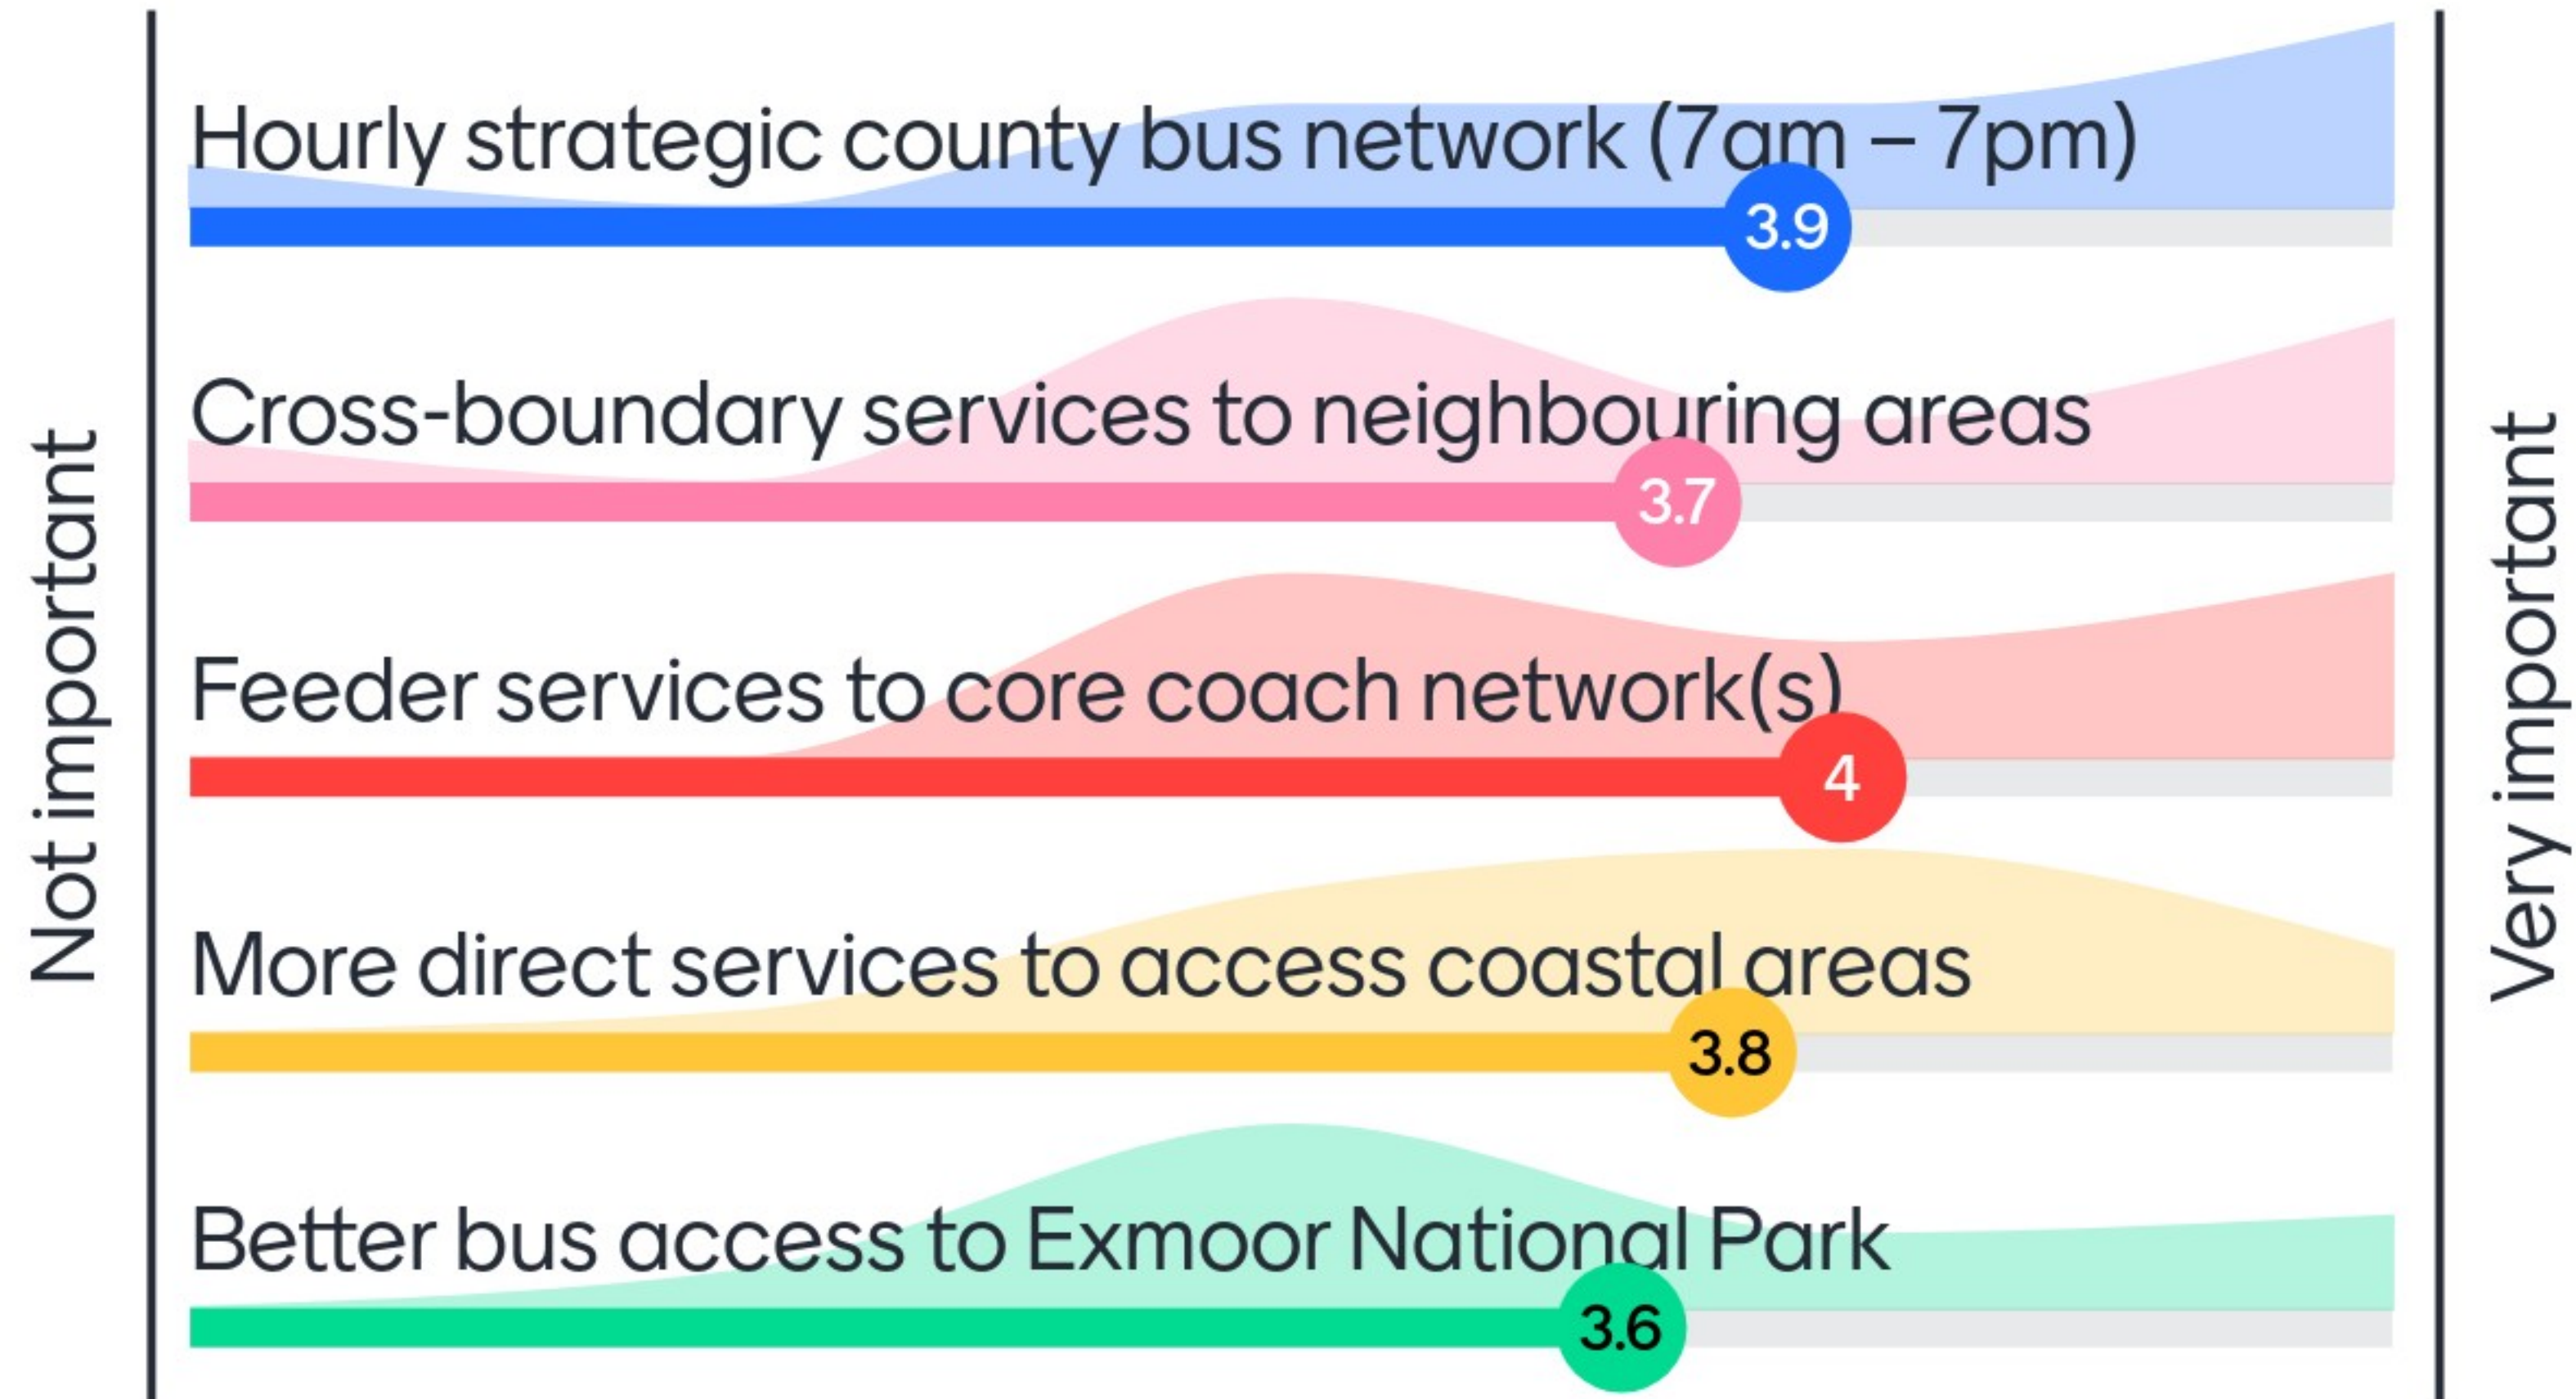 Not important
Hourly strategic county bus network (7am – 7pm)
3.9
Cross-boundary services to neighbouring areas
3.7
Feeder services to core coach network(s)
4
More direct services to access coastal areas
3.8
Better bus access to Exmoor National Park
3.6
Very important